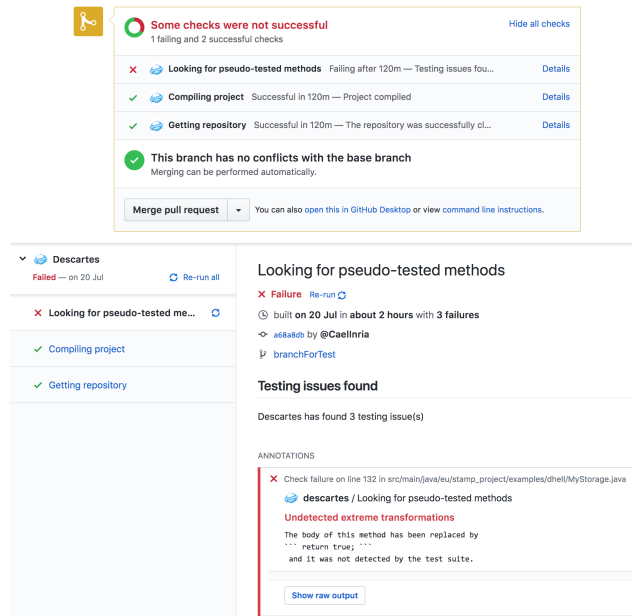 Some checks were not successful
Hide all checks
1 failing and 2 successful checks
Looking for pseudo-tested methods Failing after 120m — Testing issues fou... Details
Compiling project Successful in 120m — Project compiled Details
Getting repository Successful in 120m — The repository was successfully cl... Details
This branch has no conflicts with the base branch
Merging can be performed automatically.
Merge pull request You can also open this in GitHub Desktop or view command line instructions.
Descartes
Failed — on 20 Jul Re-run all
Looking for pseudo-tested me...
Compiling project
Getting repository
Looking for pseudo-tested methods
Failure Re-run
built on 20 Jul in about 2 hours with 3 failures
a68a8db by @CaelInria
branchForTest
Testing issues found
Descartes has found 3 testing issue(s)
ANNOTATIONS
Check failure on line 132 in src/main/java/eu/stamp_project/examples/dhell/MyStorage.java
descartes / Looking for pseudo-tested methods
Undetected extreme transformations
The body of this method has been replaced by
``` return true; ```
and it was not detected by the test suite.
Show raw output